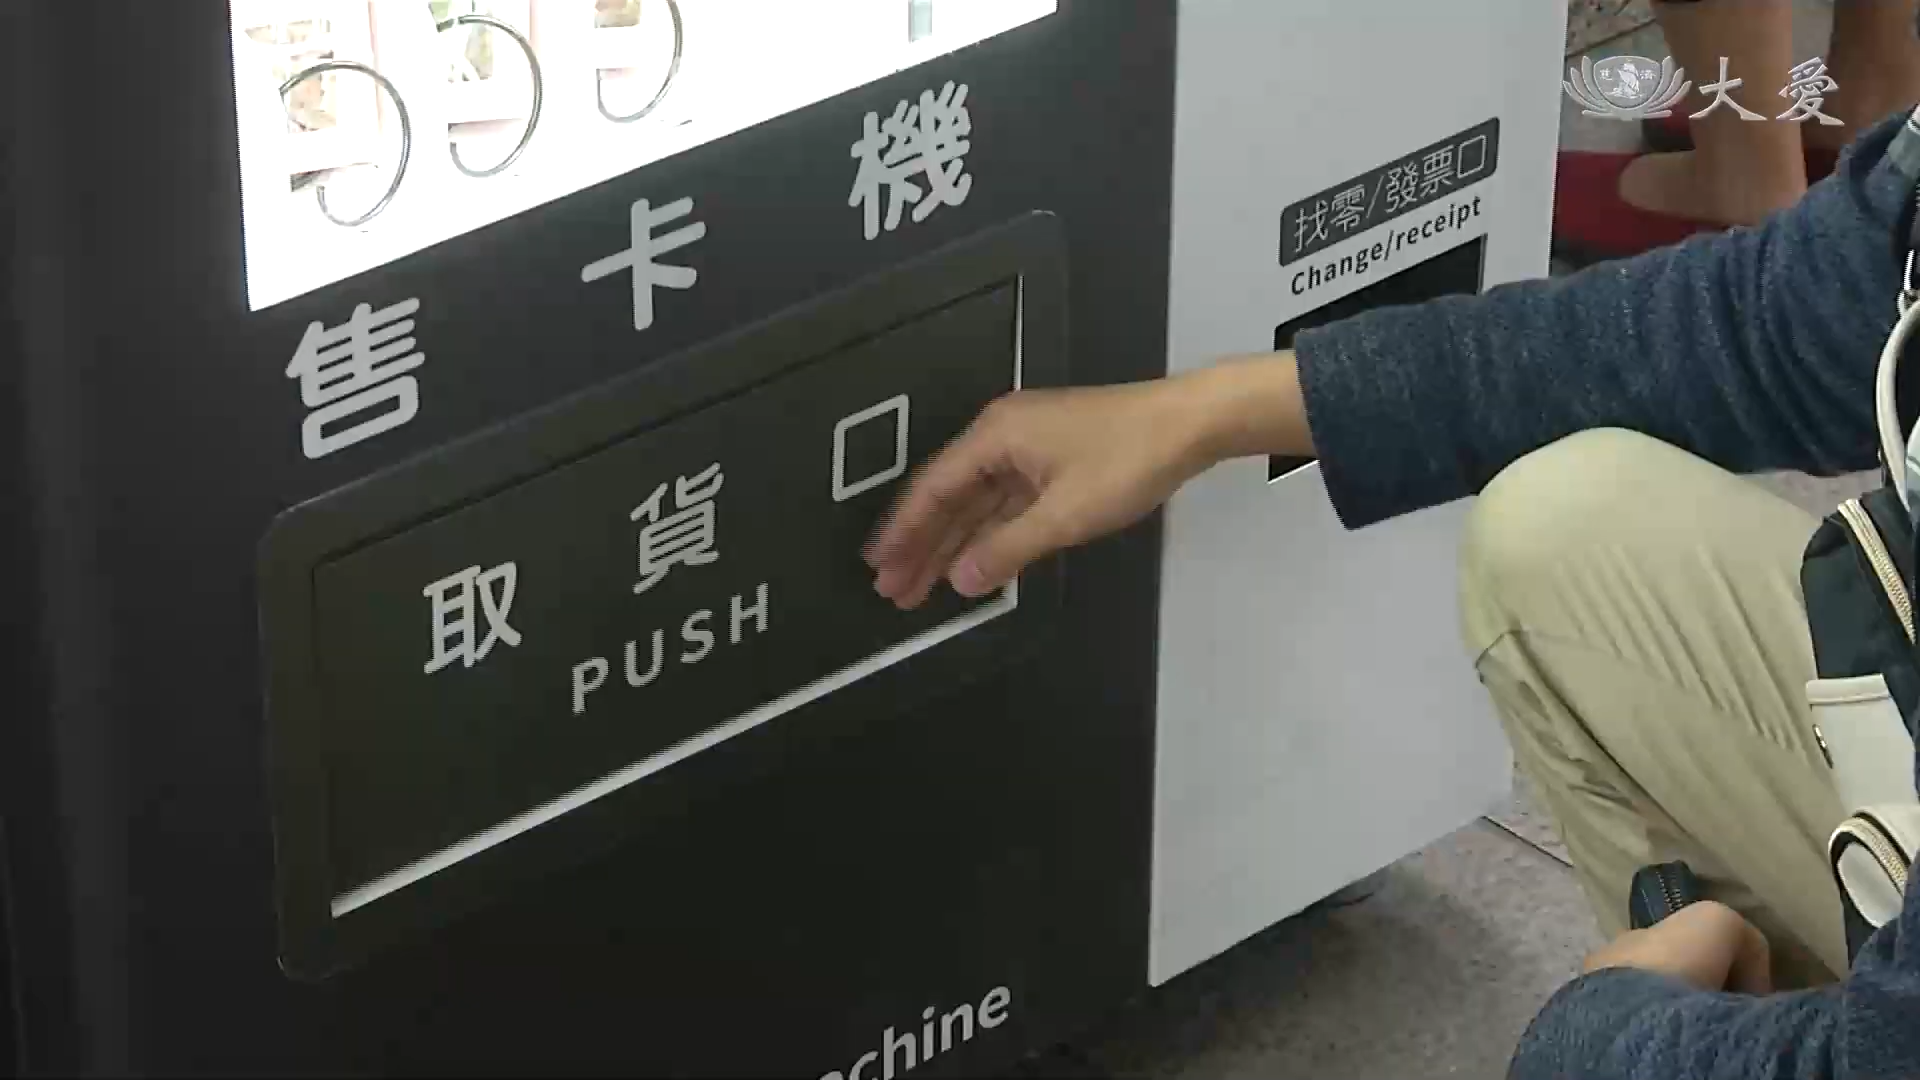 大愛
售卡機
找零/發票口
Change/receipt
取貨口
PUSH
achine